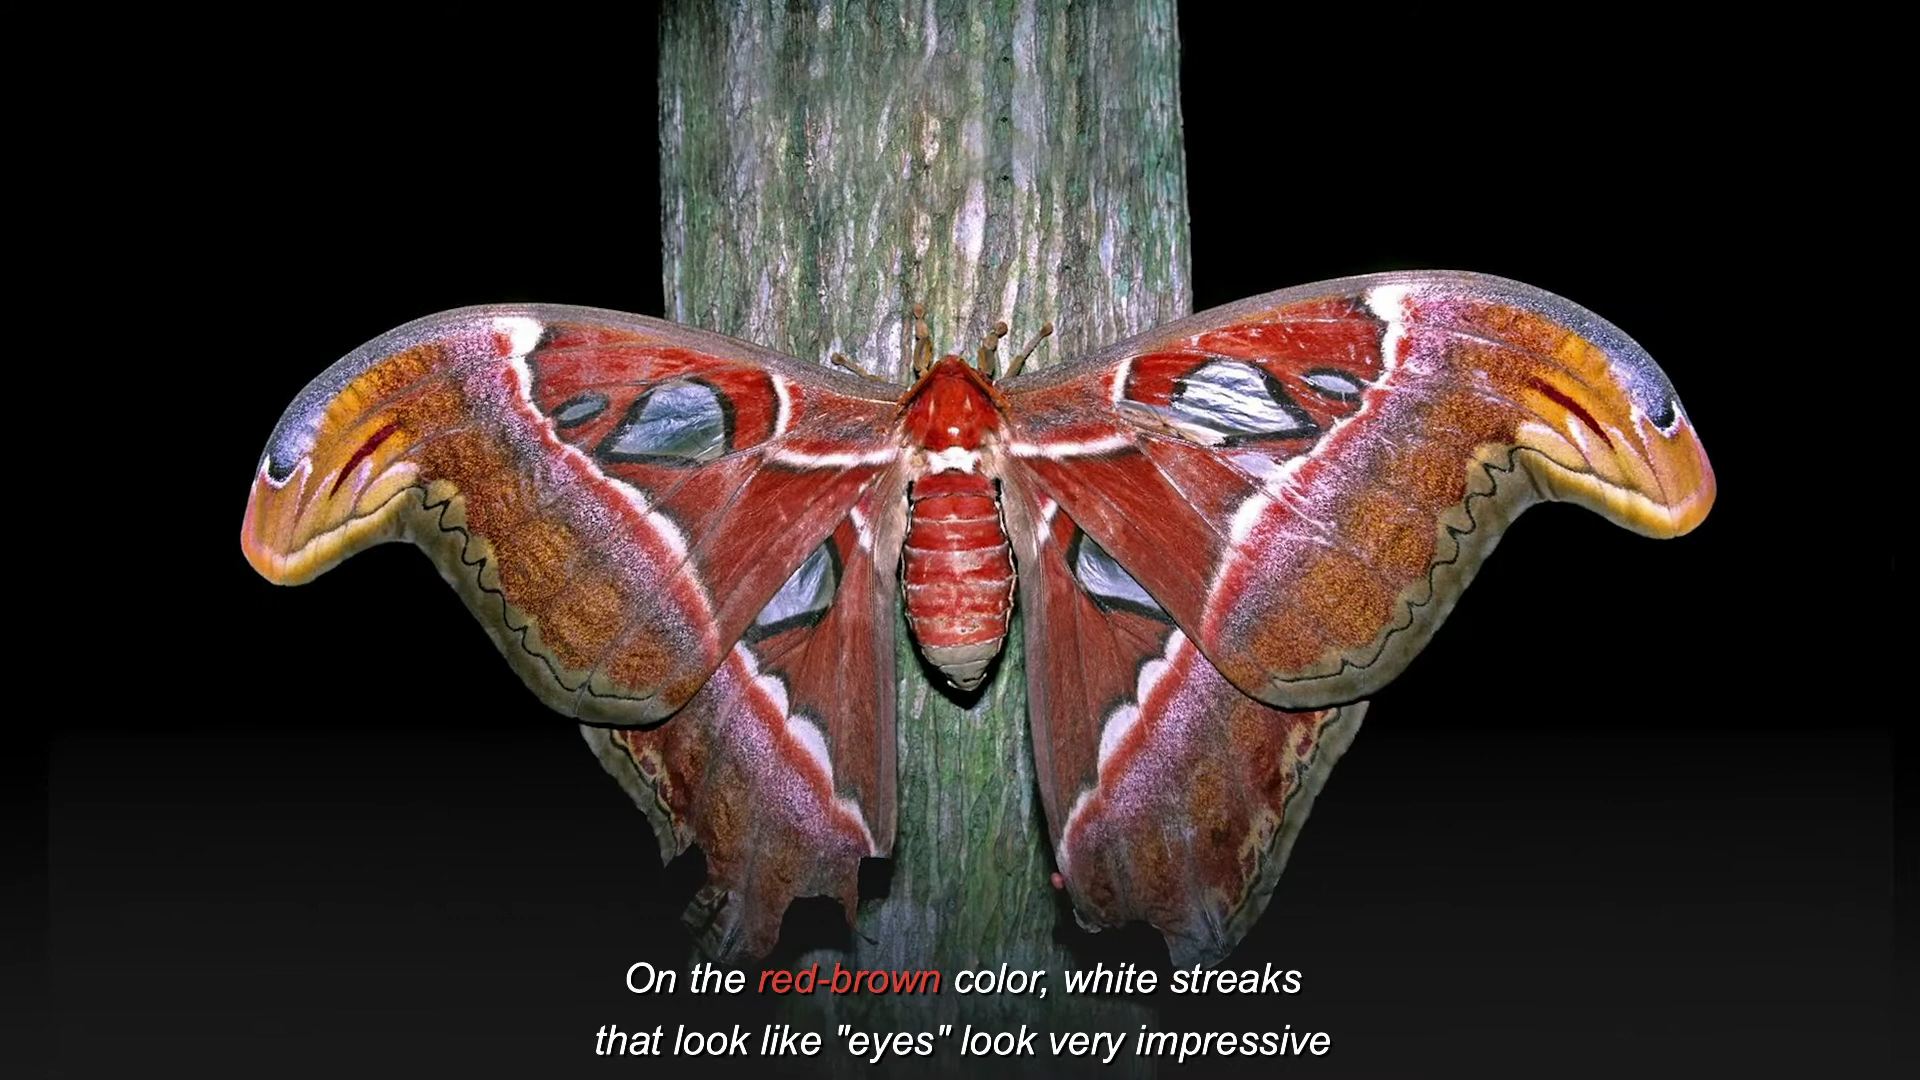 On the red-brown color, white streaks
that look like "eyes" look very impressive